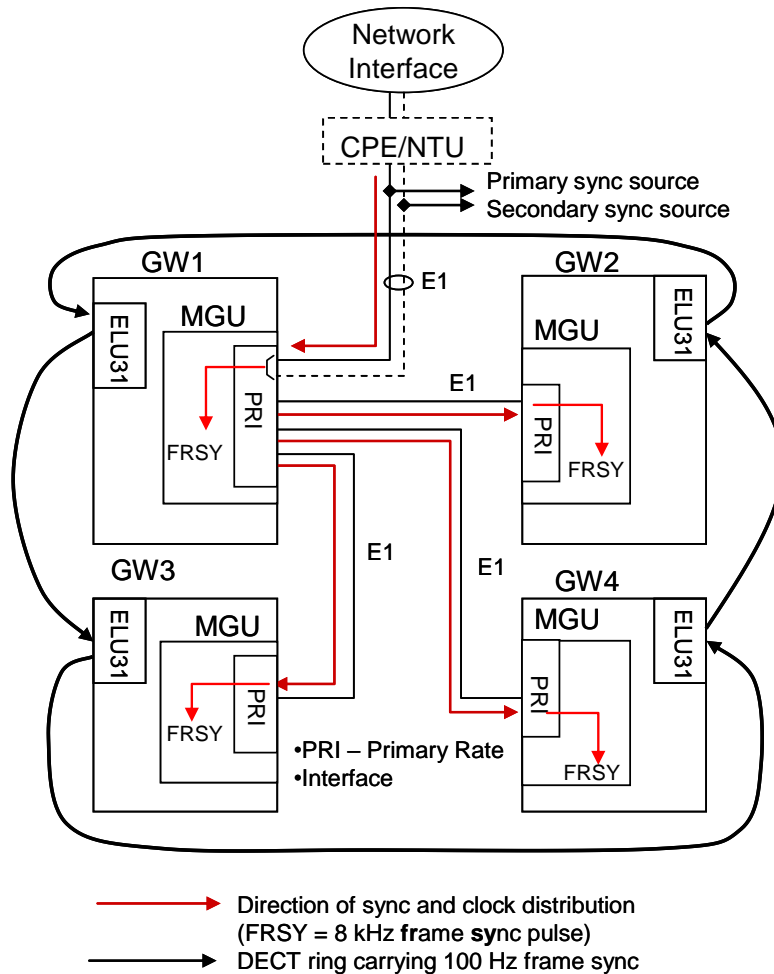 Network
Interface
CPE/NTU
Primary sync source
Secondary sync source
GW1
GW2
E1
ELU31
MGU
PRI
FRSY
E1
MGU
ELU31
PRI
FRSY
E1
E1
GW3
GW4
ELU31
MGU
PRI
FRSY
MGU
ELU31
PRI
FRSY
•PRI – Primary Rate
•Interface
Direction of sync and clock distribution
(FRSY = 8 kHz frame sync pulse)
DECT ring carrying 100 Hz frame sync